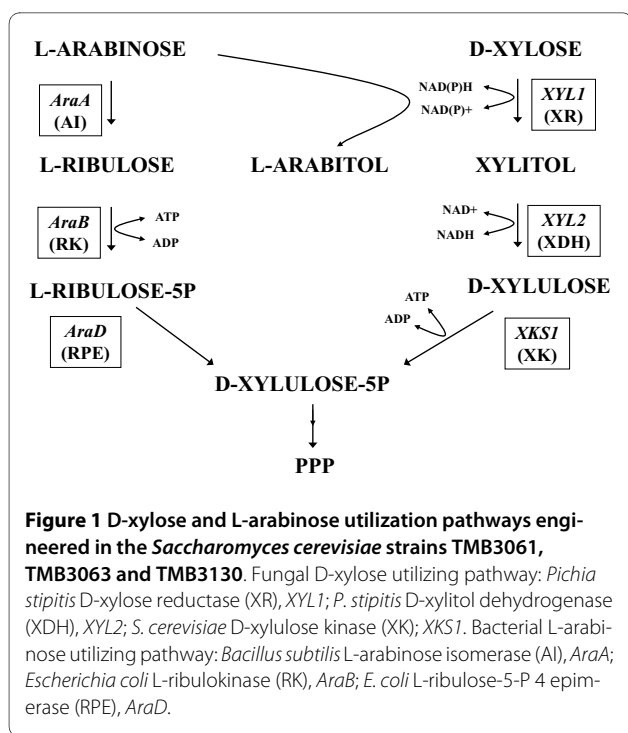 L-ARABINOSE
D-XYLOSE
AraA
(AI)
NAD(P)H
NAD(P)+
XYL1
(XR)
L-RIBULOSE
L-ARABITOL
XYLITOL
AraB
(RK)
ATP
ADP
NAD+
NADH
XYL2
(XDH)
L-RIBULOSE-5P
D-XYLULOSE
AraD
(RPE)
ATP
ADP
XKS1
(XK)
D-XYLULOSE-5P
PPP
Figure 1 D-xylose and L-arabinose utilization pathways engi-
neered in the Saccharomyces cerevisiae strains TMB3061,
TMB3063 and TMB3130. Fungal D-xylose utilizing pathway: Pichia
stipitis D-xylose reductase (XR), XYL1; P. stipitis D-xylitol dehydrogenase
(XDH), XYL2; S. cerevisiae D-xylulose kinase (XK); XKS1. Bacterial L-arabi-
nose utilizing pathway: Bacillus subtilis L-arabinose isomerase (AI), AraA;
Escherichia coli L-ribulokinase (RK), AraB; E. coli L-ribulose-5-P 4 epim-
erase (RPE), AraD.